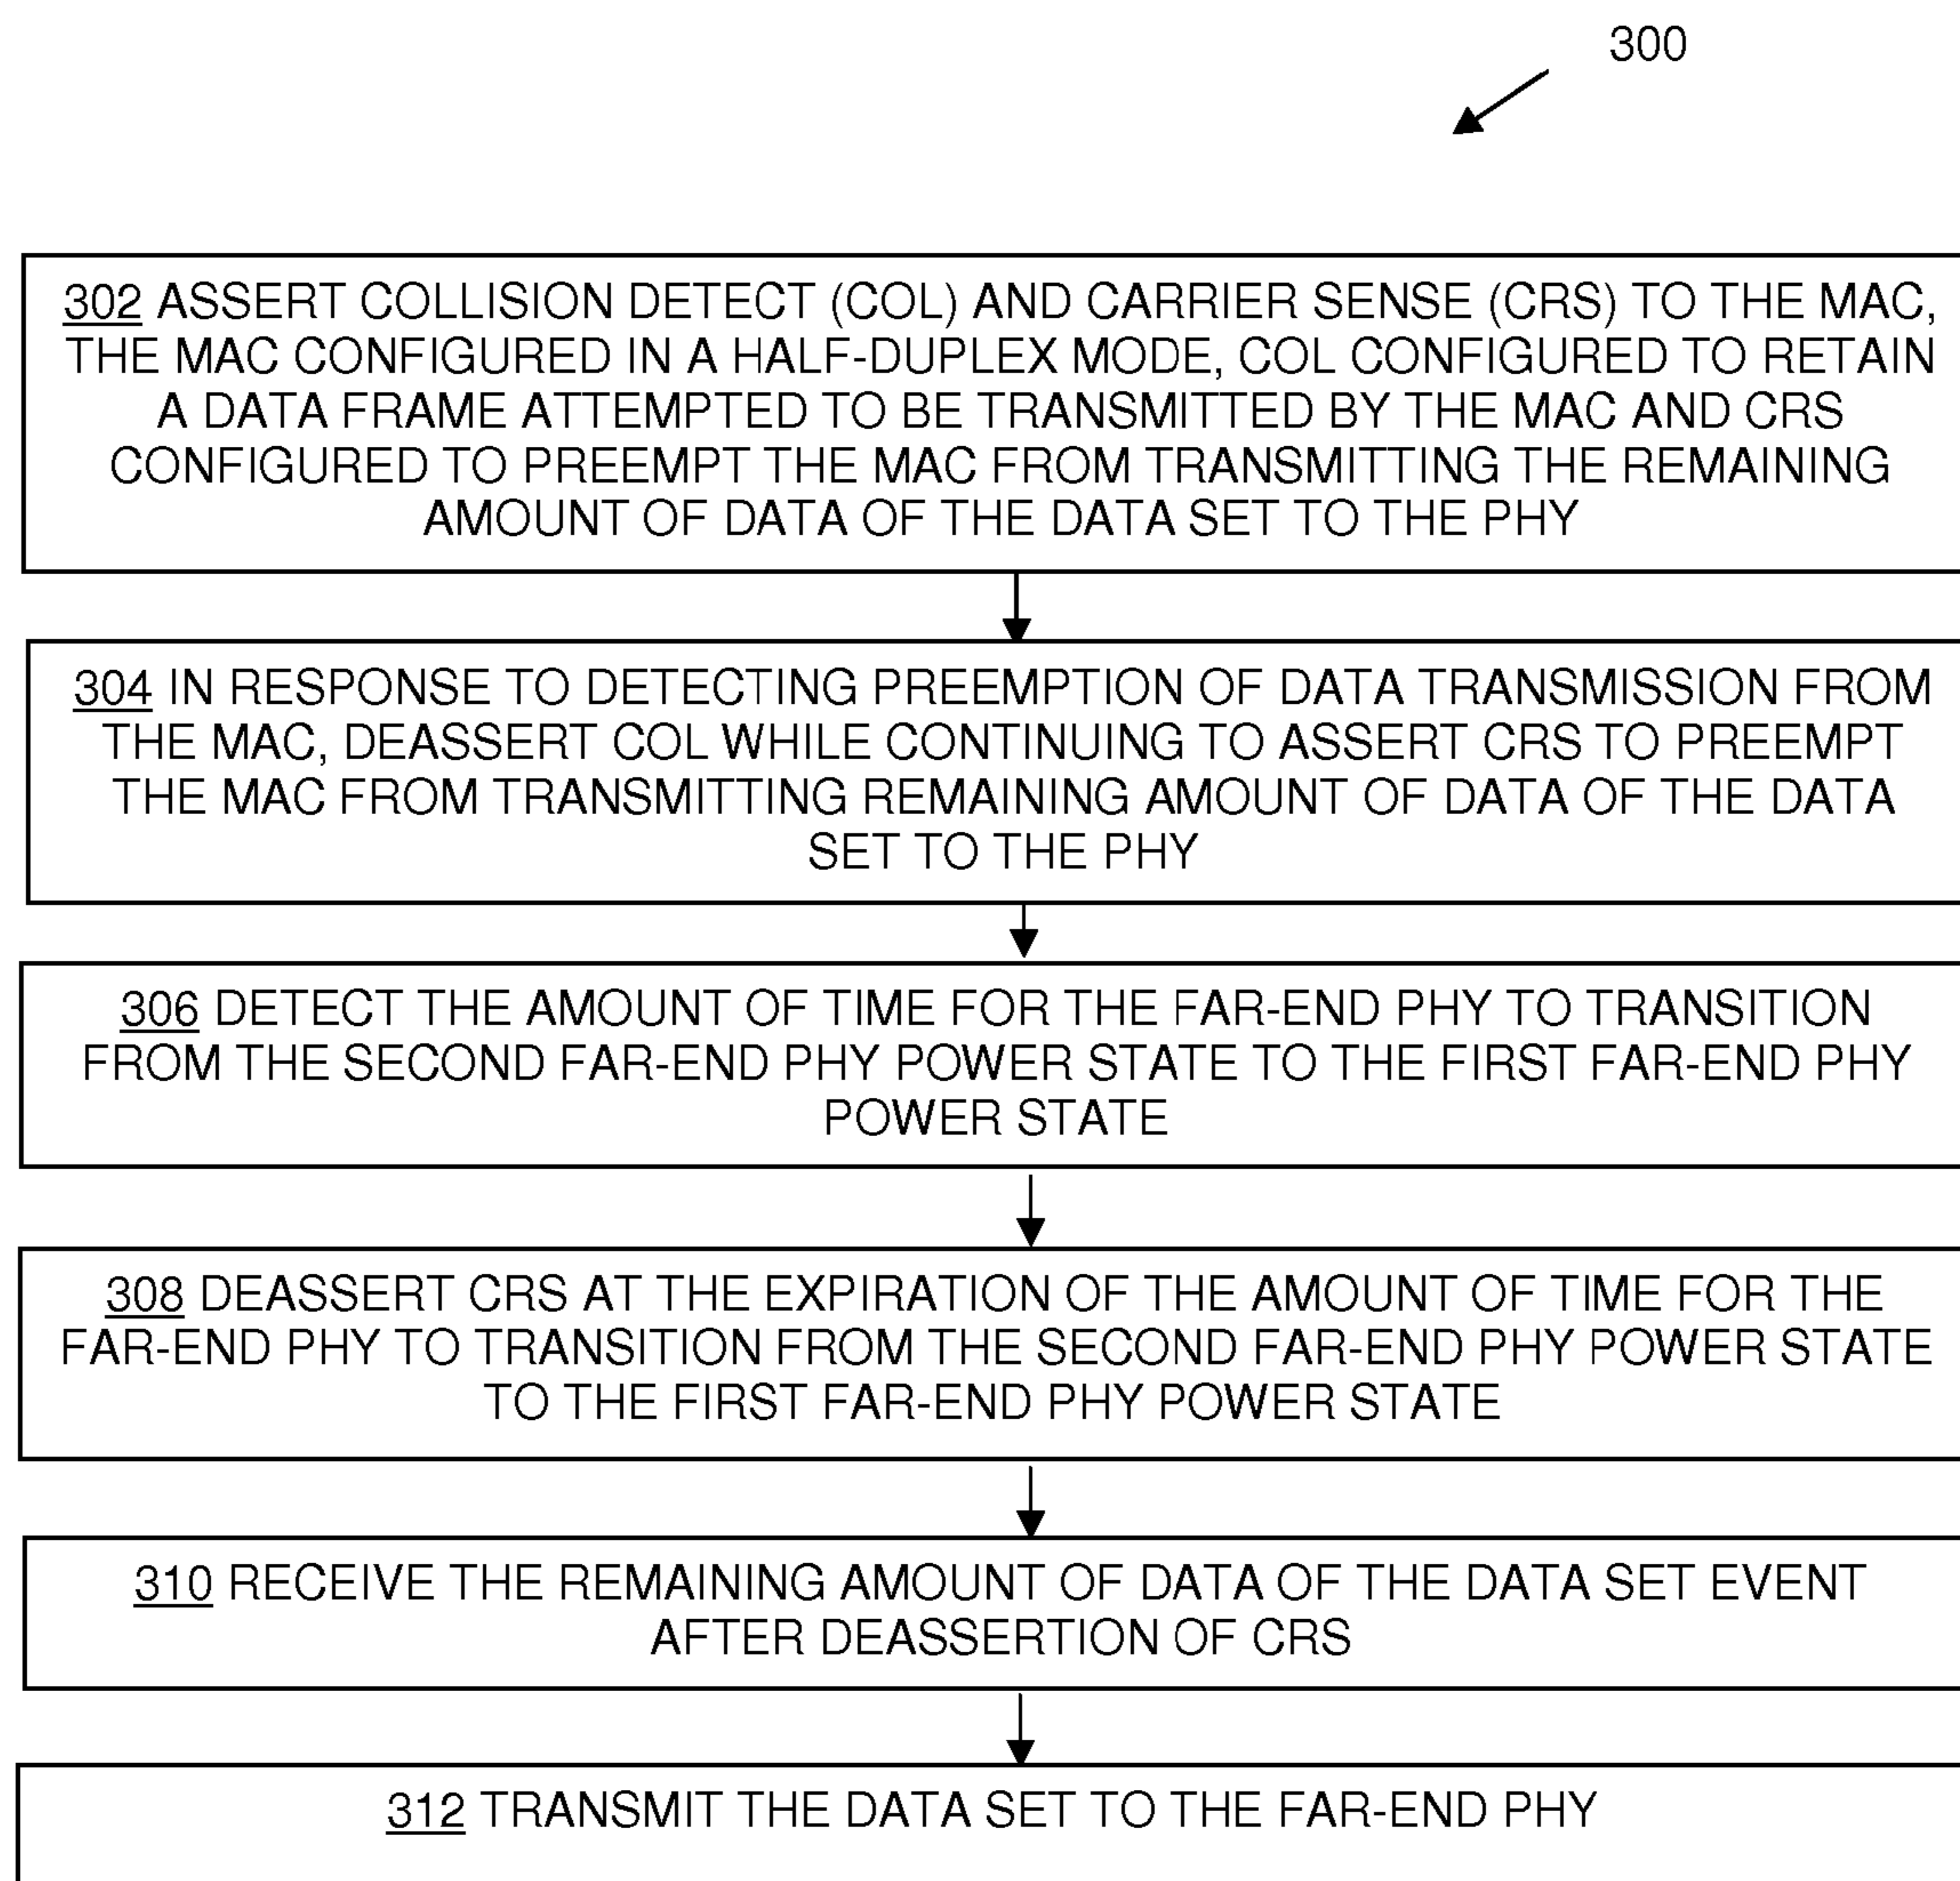 300
302 ASSERT COLLISION DETECT (COL) AND CARRIER SENSE (CRS) TO THE MAC,
THE MAC CONFIGURED IN A HALF-DUPLEX MODE, COL CONFIGURED TO RETAIN
A DATA FRAME ATTEMPTED TO BE TRANSMITTED BY THE MAC AND CRS
CONFIGURED TO PREEMPT THE MAC FROM TRANSMITTING THE REMAINING
AMOUNT OF DATA OF THE DATA SET TO THE PHY
304 IN RESPONSE TO DETECTING PREEMPTION OF DATA TRANSMISSION FROM
THE MAC, DEASSERT COL WHILE CONTINUING TO ASSERT CRS TO PREEMPT
THE MAC FROM TRANSMITTING REMAINING AMOUNT OF DATA OF THE DATA
SET TO THE PHY
306 DETECT THE AMOUNT OF TIME FOR THE FAR-END PHY TO TRANSITION
FROM THE SECOND FAR-END PHY POWER STATE TO THE FIRST FAR-END PHY
POWER STATE
308 DEASSERT CRS AT THE EXPIRATION OF THE AMOUNT OF TIME FOR THE
FAR-END PHY TO TRANSITION FROM THE SECOND FAR-END PHY POWER STATE
TO THE FIRST FAR-END PHY POWER STATE
310 RECEIVE THE REMAINING AMOUNT OF DATA OF THE DATA SET EVENT
AFTER DEASSERTION OF CRS
312 TRANSMIT THE DATA SET TO THE FAR-END PHY